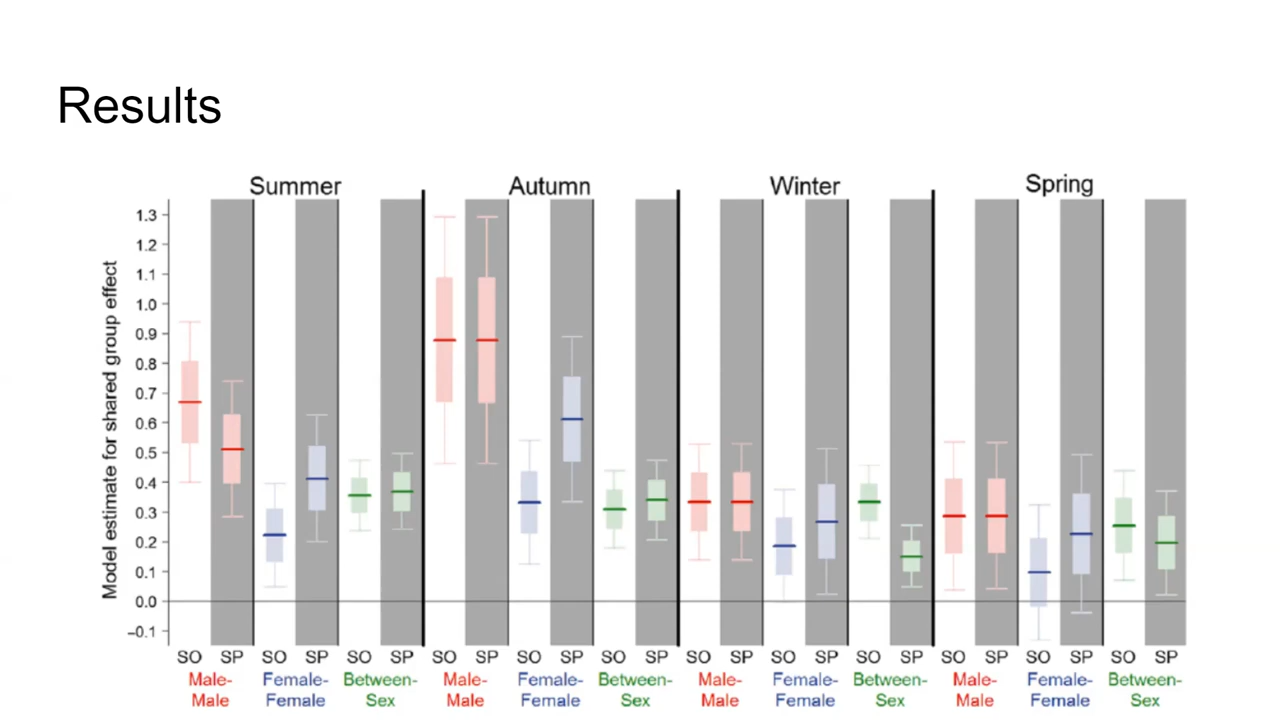 Results
Summer Autumn Winter Spring
Model estimate for shared group effect
1.3
1.2
1.1
1.0
0.9
0.8
0.7
0.6
0.5
0.4
0.3
0.2
0.1
0.0
–0.1
SO SP SO SP SO SP SO SP SO SP SO SP SO SP SO SP SO SP SO SP SO SP SO SP
Male- Female- Between- Male- Female- Between- Male- Female- Between- Male- Female- Between-
Male Female Sex Male Female Sex Male Female Sex Male Female Sex